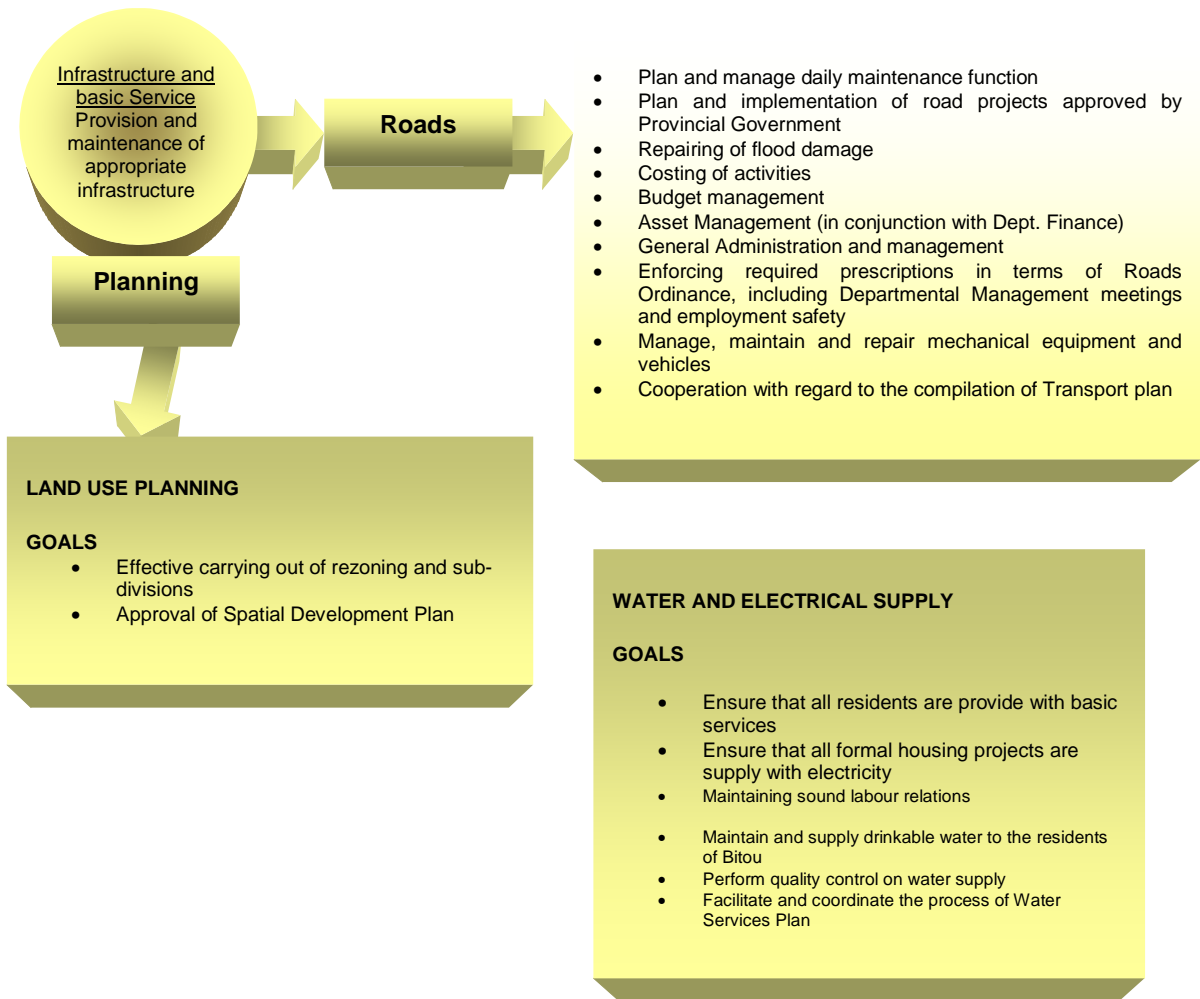 Infrastructure and
basic Service
Provision and
maintenance of
appropriate
infrastructure
Roads
• Plan and manage daily maintenance function
• Plan and implementation of road projects approved by
Provincial Government
• Repairing of flood damage
• Costing of activities
• Budget management
• Asset Management (in conjunction with Dept. Finance)
• General Administration and management
• Enforcing required prescriptions in terms of Roads
Ordinance, including Departmental Management meetings
and employment safety
• Manage, maintain and repair mechanical equipment and
vehicles
• Cooperation with regard to the compilation of Transport plan
Planning
LAND USE PLANNING
GOALS
• Effective carrying out of rezoning and sub-
divisions
• Approval of Spatial Development Plan
WATER AND ELECTRICAL SUPPLY
GOALS
• Ensure that all residents are provide with basic
services
• Ensure that all formal housing projects are
supply with electricity
• Maintaining sound labour relations
• Maintain and supply drinkable water to the residents
of Bitou
• Perform quality control on water supply
• Facilitate and coordinate the process of Water
Services Plan